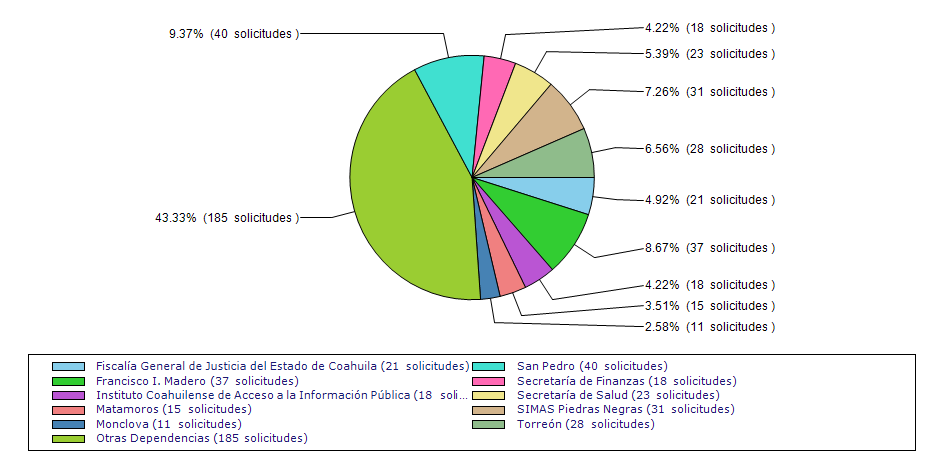 9.37% (40 solicitudes )
4.22% (18 solicitudes )
5.39% (23 solicitudes )
7.26% (31 solicitudes )
6.56% (28 solicitudes )
4.92% (21 solicitudes )
43.33% (185 solicitudes )
8.67% (37 solicitudes )
4.22% (18 solicitudes )
3.51% (15 solicitudes )
2.58% (11 solicitudes )
Fiscalía General de Justicia del Estado de Coahuila (21 solicitudes)
Francisco I. Madero (37 solicitudes)
Instituto Coahuilense de Acceso a la Información Pública (18 soli...
Matamoros (15 solicitudes)
Monclova (11 solicitudes)
Otras Dependencias (185 solicitudes)
San Pedro (40 solicitudes)
Secretaría de Finanzas (18 solicitudes)
Secretaría de Salud (23 solicitudes)
SIMAS Piedras Negras (31 solicitudes)
Torreón (28 solicitudes)